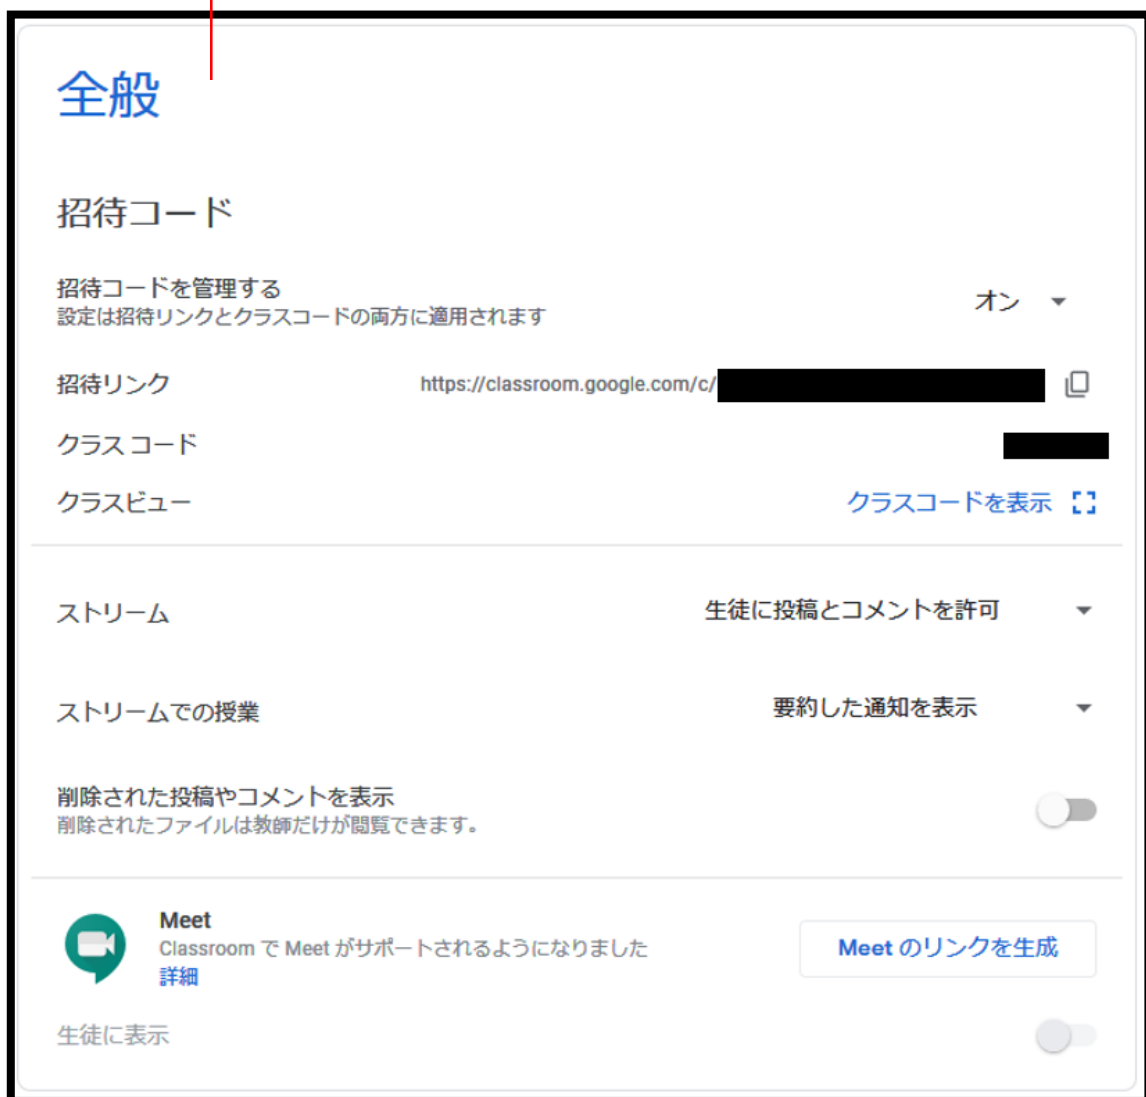 全般
招待コード
招待コードを管理する
設定は招待リンクとクラスコードの両方に適用されます
オン
招待リンク https://classroom.google.com/c/
クラス コード
クラスビュー クラスコードを表示
ストリーム 生徒に投稿とコメントを許可
ストリームでの授業 要約した通知を表示
削除された投稿やコメントを表示
削除されたファイルは教師だけが閲覧できます。
Meet
Classroom で Meet がサポートされるようになりました
詳細
Meet のリンクを生成
生徒に表示